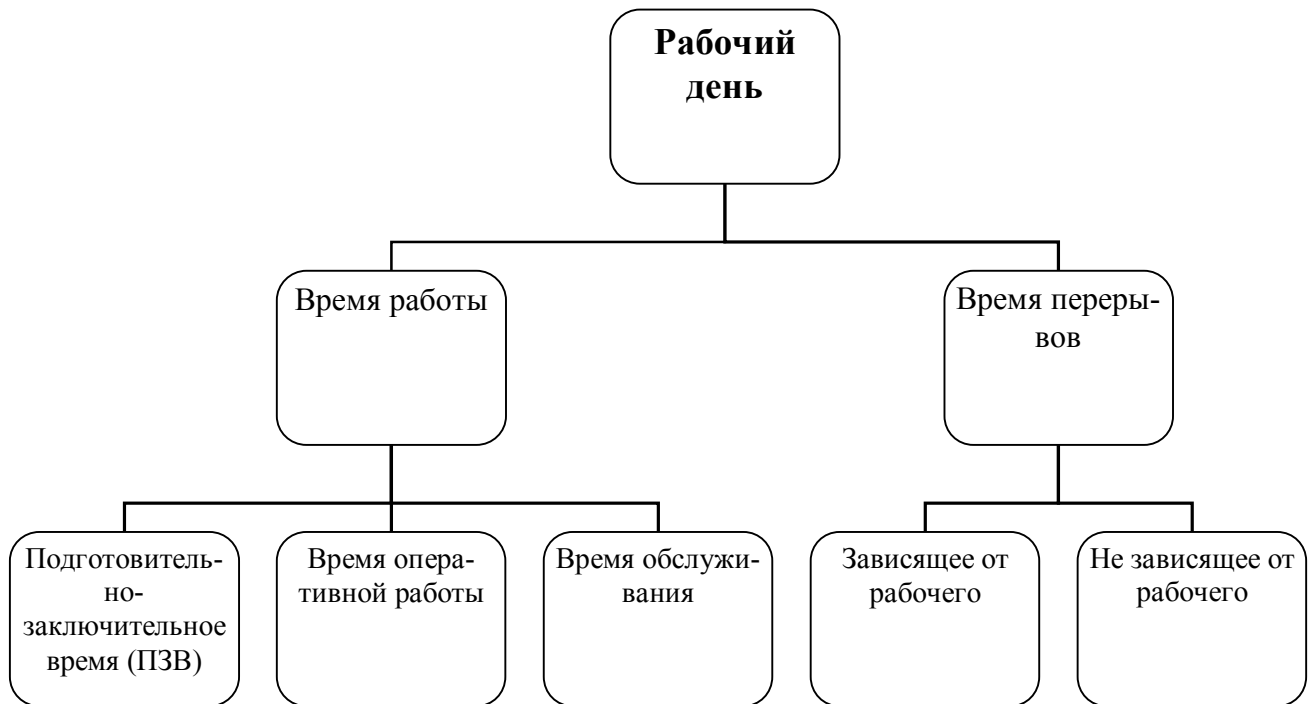 Рабочий
день
Время работы
Время переры-
вов
Подготовитель-
но-
заключительное
время (ПЗВ)
Время опера-
тивной работы
Время обслужи-
вания
Зависящее от
рабочего
Не зависящее от
рабочего